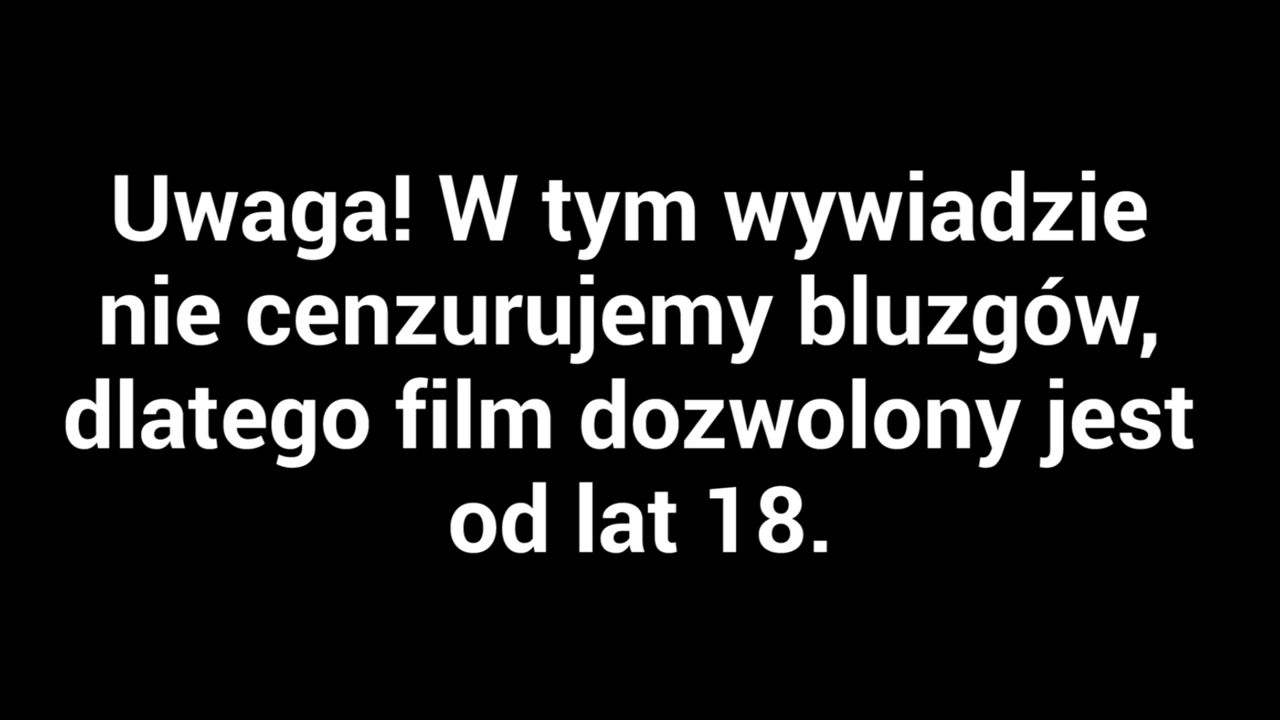 Uwaga! W tym wywiadzie
nie cenzurujemy bluzgów,
dlatego film dozwolony jest
od lat 18.